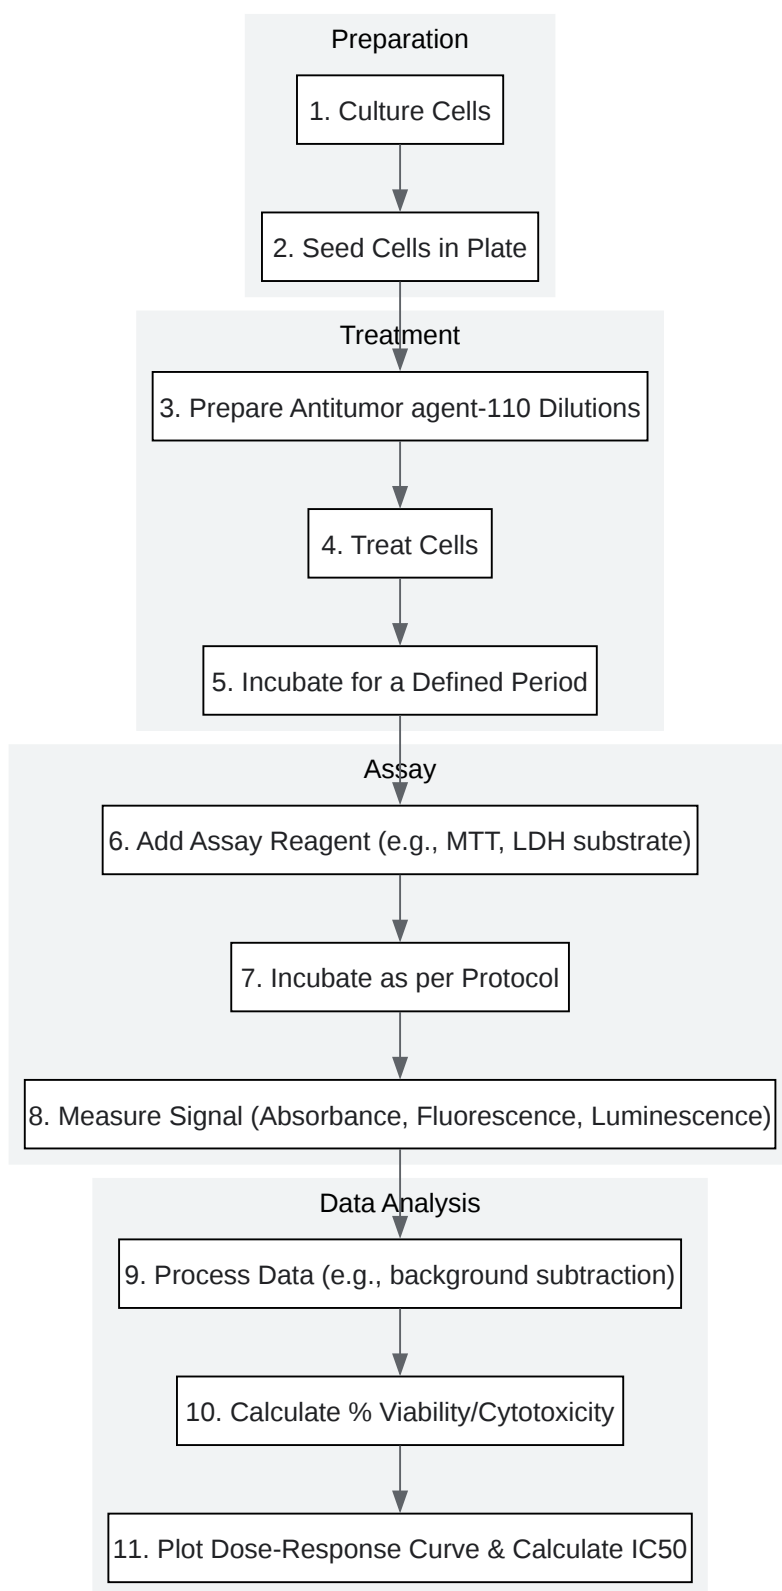 Preparation
1. Culture Cells
2. Seed Cells in Plate
Treatment
3. Prepare Antitumor agent-110 Dilutions
4. Treat Cells
5. Incubate for a Defined Period
Assay
6. Add Assay Reagent (e.g., MTT, LDH substrate)
7. Incubate as per Protocol
8. Measure Signal (Absorbance, Fluorescence, Luminescence)
Data Analysis
9. Process Data (e.g., background subtraction)
10. Calculate % Viability/Cytotoxicity
11. Plot Dose-Response Curve & Calculate IC50